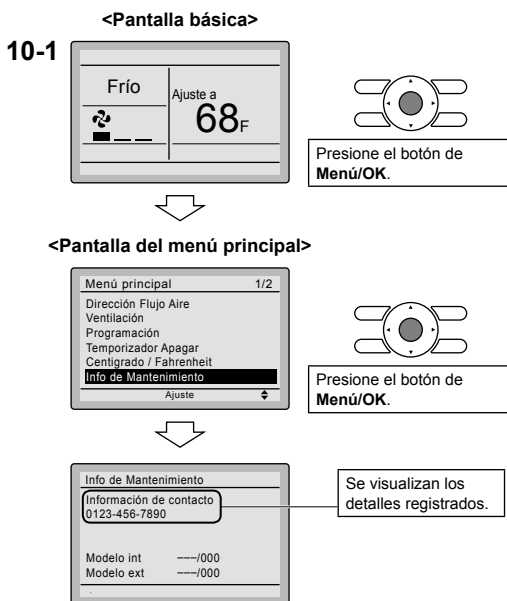 <Pantalla básica>
10-1
Frío
Ajuste a
68F
Presione el botón de
Menú/OK.
<Pantalla del menú principal>
Menú principal 1/2
Dirección Flujo Aire
Ventilación
Programación
Temporizador Apagar
Centigrado / Fahrenheit
Info de Mantenimiento
Ajuste
Presione el botón de
Menú/OK.
Info de Mantenimiento
Información de contacto
0123-456-7890
Modelo int –––/000
Modelo ext –––/000
Se visualizan los
detalles registrados.